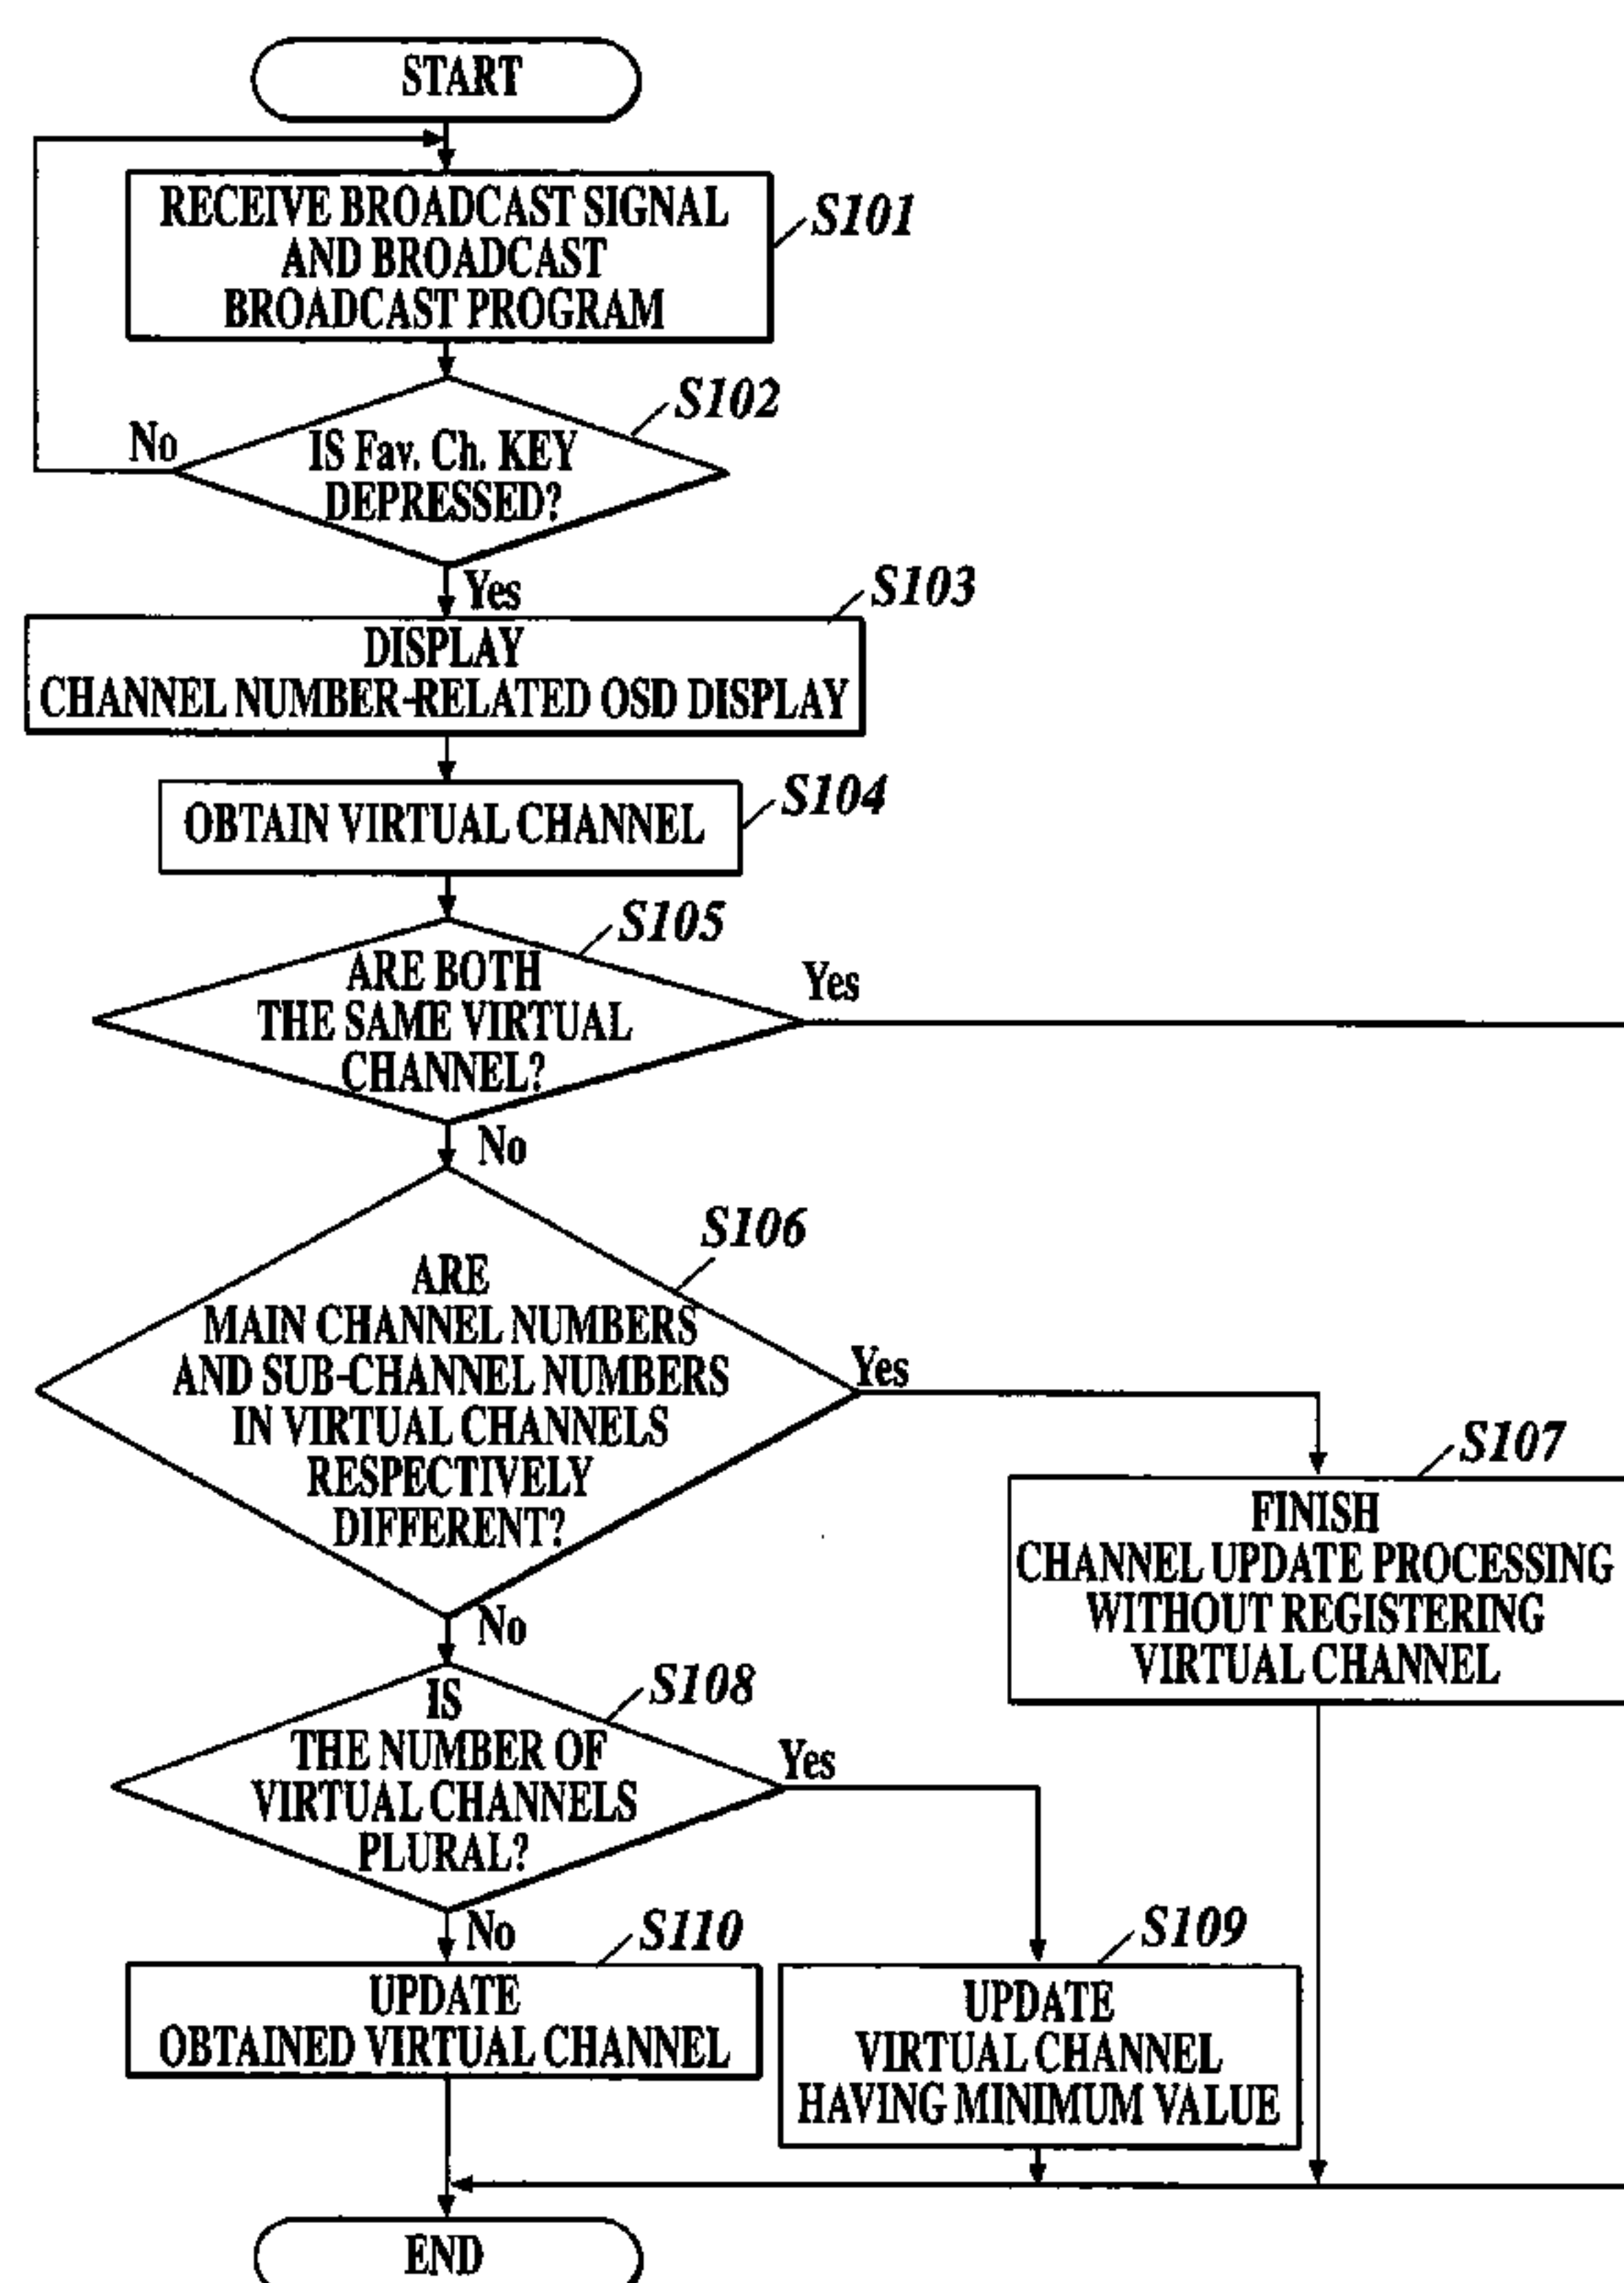 START
RECEIVE BROADCAST SIGNAL
AND BROADCAST
BROADCAST PROGRAM
S101
IS Fav. Ch. KEY
DEPRESSED?
S102
No
Yes
DISPLAY
CHANNEL NUMBER-RELATED OSD DISPLAY
S103
OBTAIN VIRTUAL CHANNEL
S104
ARE BOTH
THE SAME VIRTUAL
CHANNEL?
S105
Yes
No
ARE
MAIN CHANNEL NUMBERS
AND SUB-CHANNEL NUMBERS
IN VIRTUAL CHANNELS
RESPECTIVELY
DIFFERENT?
S106
Yes
No
FINISH
CHANNEL UPDATE PROCESSING
WITHOUT REGISTERING
VIRTUAL CHANNEL
S107
IS
THE NUMBER OF
VIRTUAL CHANNELS
PLURAL?
S108
Yes
No
UPDATE
OBTAINED VIRTUAL CHANNEL
S110
UPDATE
VIRTUAL CHANNEL
HAVING MINIMUM VALUE
S109
END